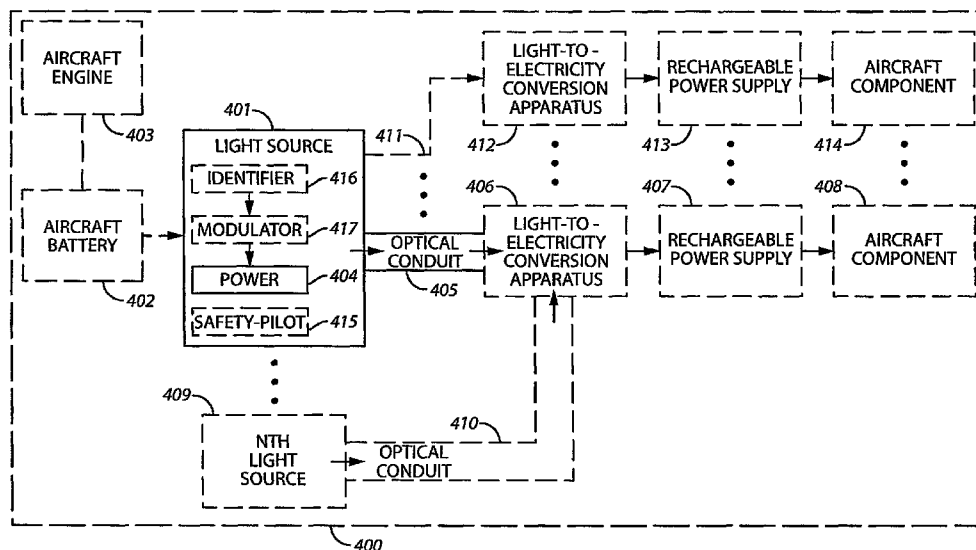 AIRCRAFT
ENGINE
403
AIRCRAFT
BATTERY
402
401
LIGHT SOURCE
IDENTIFIER
416
MODULATOR
417
POWER
404
SAFETY-PILOT
415
411
OPTICAL
CONDUIT
405
LIGHT-TO-
ELECTRICITY
CONVERSION
APPARATUS
412
RECHARGEABLE
POWER SUPPLY
413
AIRCRAFT
COMPONENT
414
406
LIGHT-TO-
ELECTRICITY
CONVERSION
APPARATUS
407
RECHARGEABLE
POWER SUPPLY
408
AIRCRAFT
COMPONENT
409
NTH
LIGHT
SOURCE
410
OPTICAL
CONDUIT
400